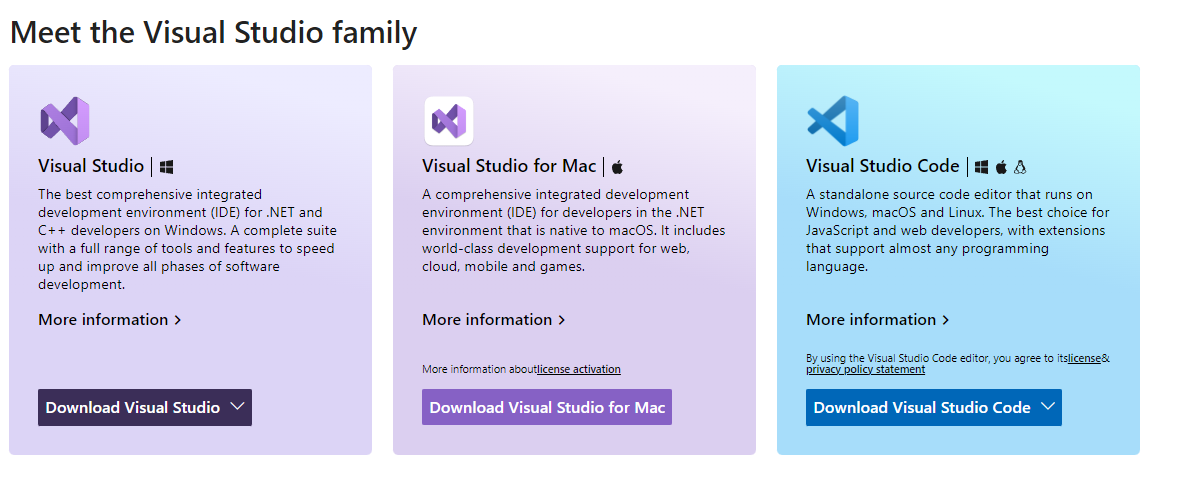 Meet the Visual Studio family
Visual Studio
The best comprehensive integrated
development environment (IDE) for .NET and
C++ developers on Windows. A complete suite
with a full range of tools and features to speed
up and improve all phases of software
development.
More information
Download Visual Studio
Visual Studio for Mac
A comprehensive integrated development
environment (IDE) for developers in the .NET
environment that is native to macOS. It includes
world-class development support for web,
cloud, mobile and games.
More information
More information aboutlicense activation
Download Visual Studio for Mac
Visual Studio Code
A standalone source code editor that runs on
Windows, macOS and Linux. The best choice for
JavaScript and web developers, with extensions
that support almost any programming
language.
More information
By using the Visual Studio Code editor, you agree to itslicense&
privacy policy statement
Download Visual Studio Code